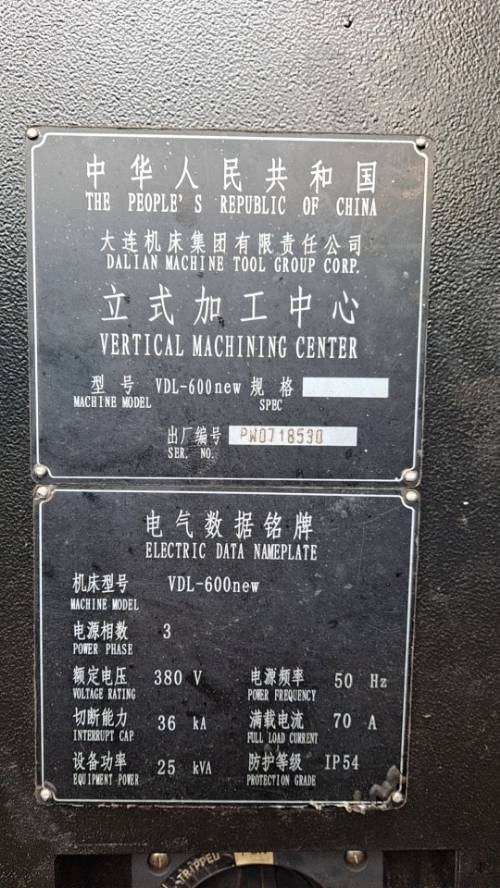 中华人民共和国
THE PEOPLE'S REPUBLIC OF CHINA
大连机床集团有限责任公司
DALIAN MACHINE TOOL GROUP CORP.
立式加工中心
VERTICAL MACHINING CENTER
型号 VDL-600new 规格
MACHINE MODEL SPEC
出厂编号 PW0718530
SER. NO.
电气数据铭牌
ELECTRIC DATA NAMEPLATE
机床型号 VDL-600new
MACHINE MODEL
电源相数 3
POWER PHASE
额定电压 380 V 电源频率 50 Hz
VOLTAGE RATING POWER FREQUENCY
切断能力 36 kA 满载电流 70 A
INTERRUPT CAP FULL LOAD CURRENT
设备功率 25 kVA 防护等级 IP54
EQUIPMENT POWER PROTECTION GRADE
TRIPPED